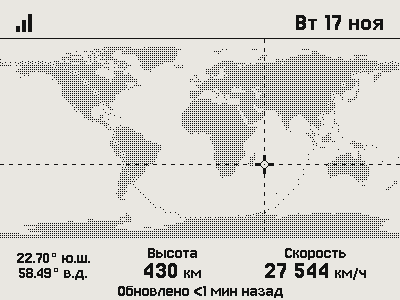 Вт 17 ноя
22.70° ю.ш.
58.49° в.д.
Высота
430 км
Скорость
27 544 км/ч
Обновлено <1 мин назад